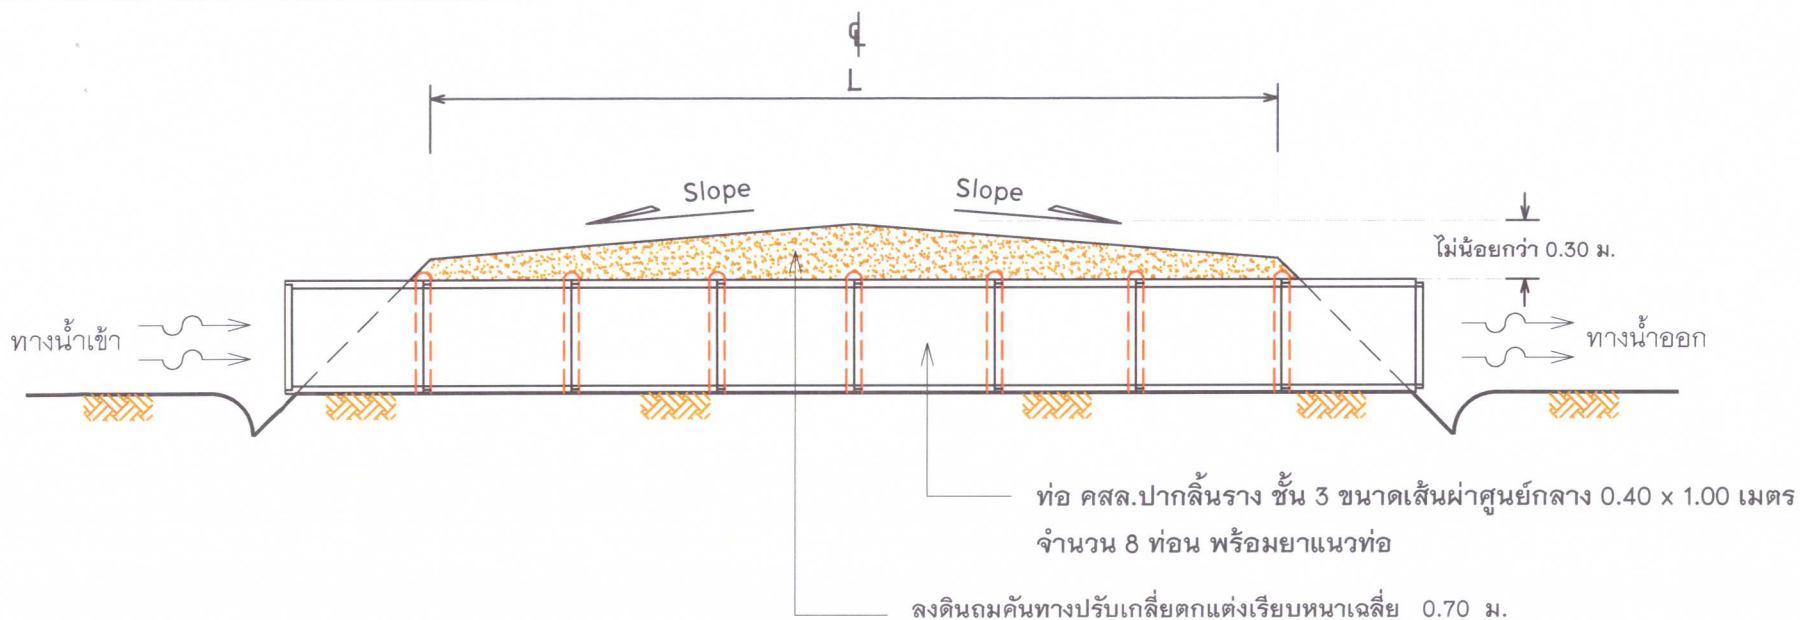 ℄
L
Slope
Slope
ไม่น้อยกว่า 0.30 ม.
ทางน้ำเข้า
ทางน้ำออก
ท่อ คสล.ปากลิ้นราง ชั้น 3 ขนาดเส้นผ่าศูนย์กลาง 0.40 x 1.00 เมตร
จำนวน 8 ท่อน พร้อมยาแนวท่อ
ลงดินถมคันทางปรับเกลี่ยตกแต่งเรียบหนาเฉลี่ย 0.70 ม.